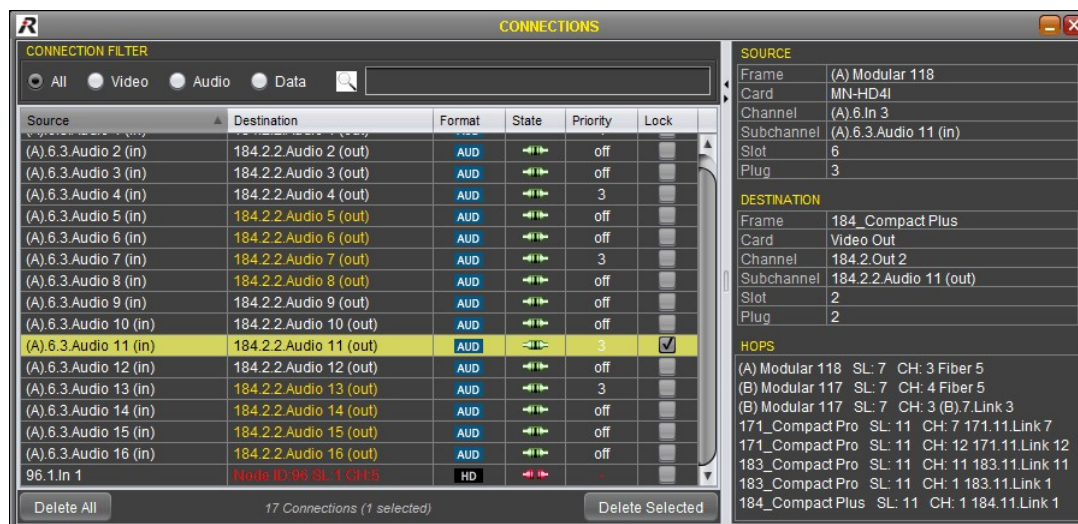 CONNECTIONS
CONNECTION FILTER
All Video Audio Data
Source Destination Format State Priority Lock
(A).6.3.Audio 2 (in) 184.2.2.Audio 2 (out) AUD off
(A).6.3.Audio 3 (in) 184.2.2.Audio 3 (out) AUD off
(A).6.3.Audio 4 (in) 184.2.2.Audio 4 (out) AUD 3
(A).6.3.Audio 5 (in) 184.2.2.Audio 5 (out) AUD off
(A).6.3.Audio 6 (in) 184.2.2.Audio 6 (out) AUD off
(A).6.3.Audio 7 (in) 184.2.2.Audio 7 (out) AUD 3
(A).6.3.Audio 8 (in) 184.2.2.Audio 8 (out) AUD off
(A).6.3.Audio 9 (in) 184.2.2.Audio 9 (out) AUD off
(A).6.3.Audio 10 (in) 184.2.2.Audio 10 (out) AUD off
(A).6.3.Audio 11 (in) 184.2.2.Audio 11 (out) AUD 3
(A).6.3.Audio 12 (in) 184.2.2.Audio 12 (out) AUD off
(A).6.3.Audio 13 (in) 184.2.2.Audio 13 (out) AUD 3
(A).6.3.Audio 14 (in) 184.2.2.Audio 14 (out) AUD off
(A).6.3.Audio 15 (in) 184.2.2.Audio 15 (out) AUD off
(A).6.3.Audio 16 (in) 184.2.2.Audio 16 (out) AUD off
96.1.In 1 Node ID:96 SL:1 CH:5 HD -
Delete All 17 Connections (1 selected) Delete Selected
SOURCE
Frame (A) Modular 118
Card MN-HD4I
Channel (A).6.In 3
Subchannel (A).6.3.Audio 11 (in)
Slot 6
Plug 3
DESTINATION
Frame 184_Compact Plus
Card Video Out
Channel 184.2.Out 2
Subchannel 184.2.2.Audio 11 (out)
Slot 2
Plug 2
HOPS
(A) Modular 118 SL: 7 CH: 3 Fiber 5
(B) Modular 117 SL: 7 CH: 4 Fiber 5
(B) Modular 117 SL: 7 CH: 3 (B).7.Link 3
171_Compact Pro SL: 11 CH: 7 171.11.Link 7
171_Compact Pro SL: 11 CH: 12 171.11.Link 12
183_Compact Pro SL: 11 CH: 11 183.11.Link 11
183_Compact Pro SL: 11 CH: 1 183.11.Link 1
184_Compact Plus SL: 11 CH: 1 184.11.Link 1